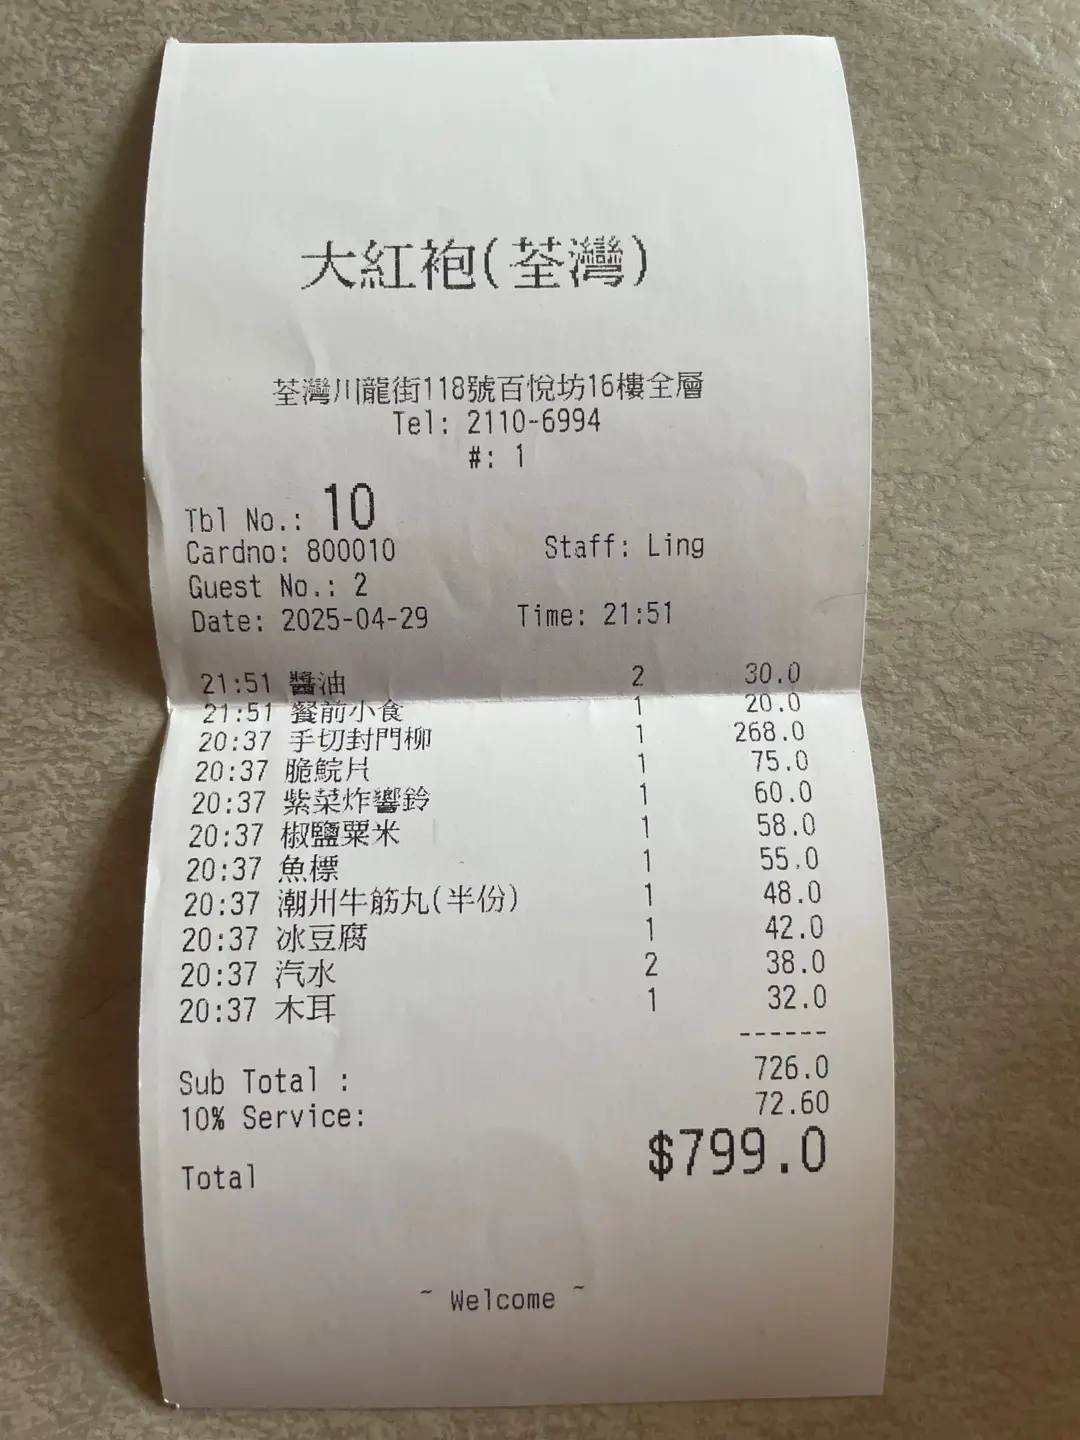 大紅袍(荃灣)
荃灣川龍街118號百悅坊16樓全層
Tel: 2110-6994
#: 1
Tbl No.: 10
Cardno: 800010 Staff: Ling
Guest No.: 2
Date: 2025-04-29 Time: 21:51
21:51 醬油 2 30.0
21:51 餐前小食 1 20.0
20:37 手切封門柳 1 268.0
20:37 脆鯇片 1 75.0
20:37 紫菜炸響鈴 1 60.0
20:37 椒鹽粟米 1 58.0
20:37 魚標 1 55.0
20:37 潮州牛筋丸(半份) 1 48.0
20:37 冰豆腐 1 42.0
20:37 汽水 2 38.0
20:37 木耳 1 32.0
------
Sub Total : 726.0
10% Service: 72.60
Total $799.0
~ Welcome ~